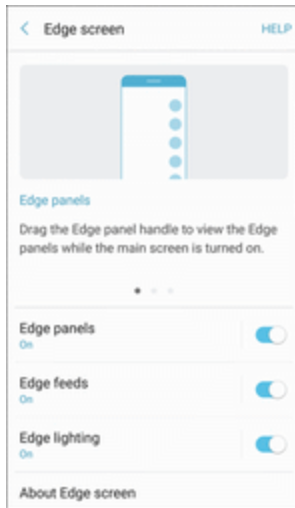 Edge screen
HELP
Edge panels
Drag the Edge panel handle to view the Edge
panels while the main screen is turned on.
Edge panels
On
Edge feeds
On
Edge lighting
On
About Edge screen